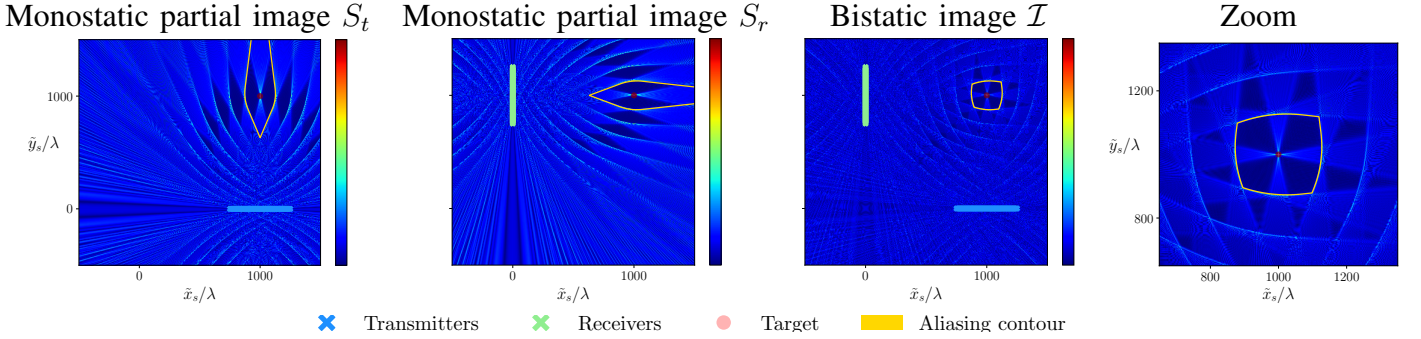 Monostatic partial image S_t
Monostatic partial image S_r
Bistatic image ℐ
Zoom
1000
0
ỹ_s/λ
0
1000
x̃_s/λ
0
1000
x̃_s/λ
0
1000
x̃_s/λ
1200
800
ỹ_s/λ
800
1000
1200
x̃_s/λ
Transmitters
Receivers
Target
Aliasing contour